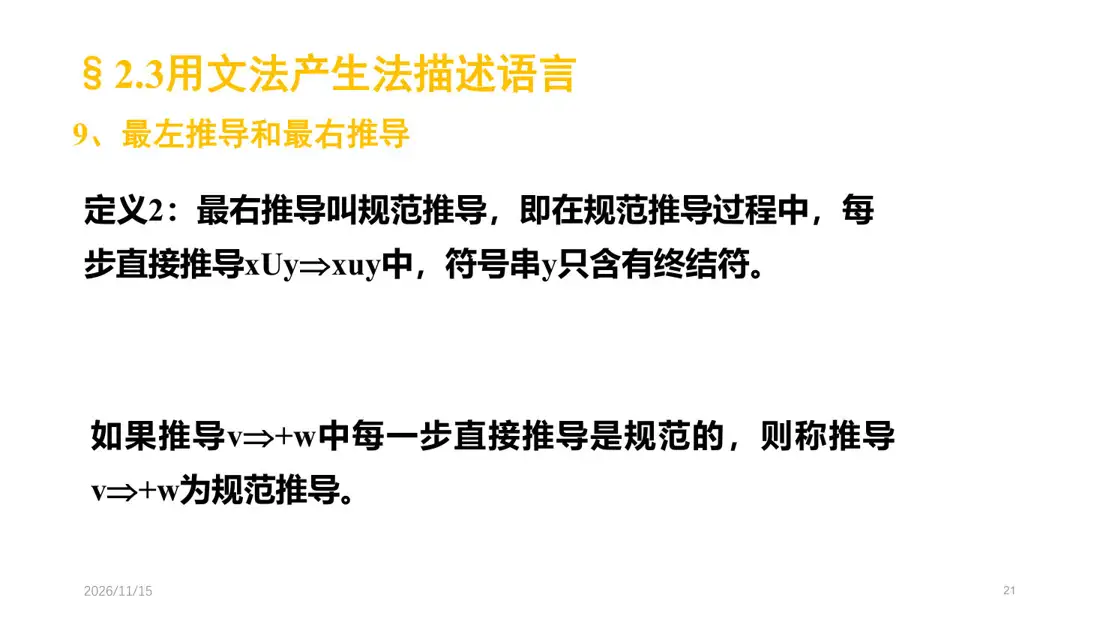 §2.3用文法产生法描述语言
9、最左推导和最右推导
定义2：最右推导叫规范推导，即在规范推导过程中，每
步直接推导xUy⇒xuy中，符号串y只含有终结符。
如果推导v⇒+w中每一步直接推导是规范的，则称推导
v⇒+w为规范推导。
2026/11/15
21